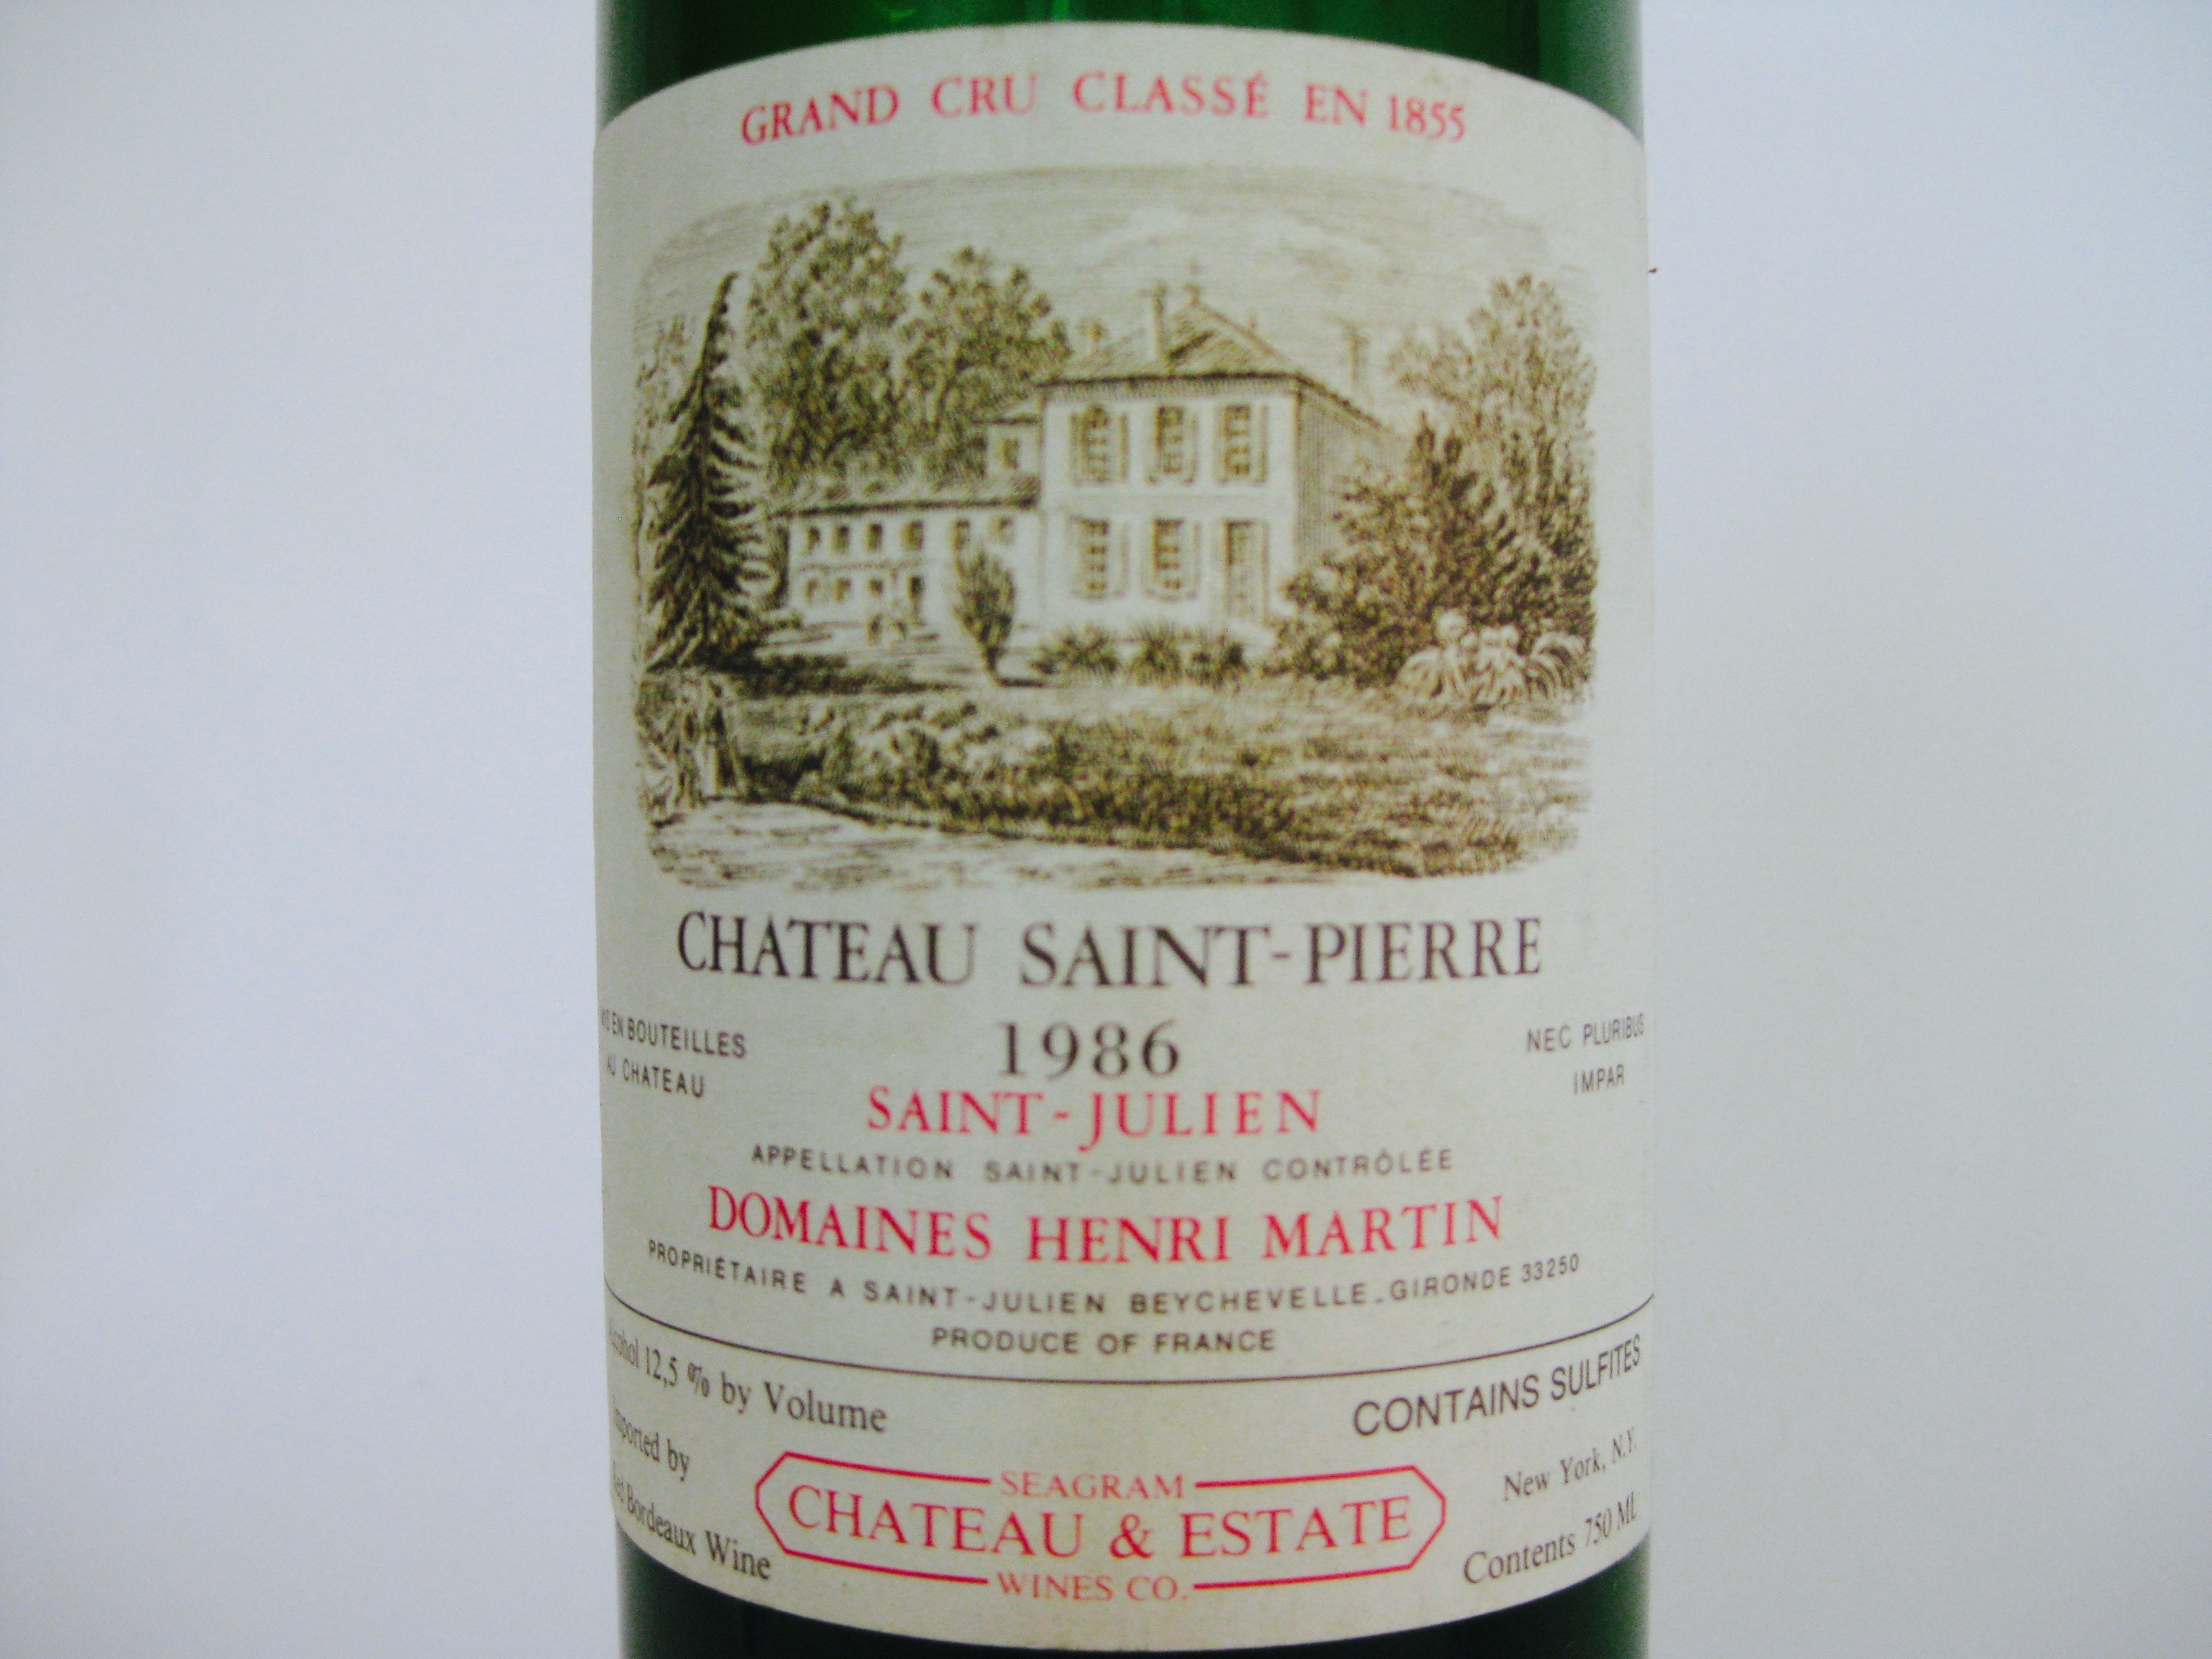 GRAND CRU CLASSÉ EN 1855
CHATEAU SAINT-PIERRE
1986
EN BOUTEILLES
AU CHATEAU
NEC PLURIBUS
IMPAR
SAINT-JULIEN
APPELLATION SAINT-JULIEN CONTRÔLÉE
DOMAINES HENRI MARTIN
PROPRIÉTAIRE A SAINT-JULIEN BEYCHEVELLE_GIRONDE 33250
PRODUCE OF FRANCE
12,5 % by Volume
CONTAINS SULFITES
by
Bordeaux Wine
SEAGRAM
CHATEAU & ESTATE
WINES CO.
New York, N.Y.
Contents 750 ML